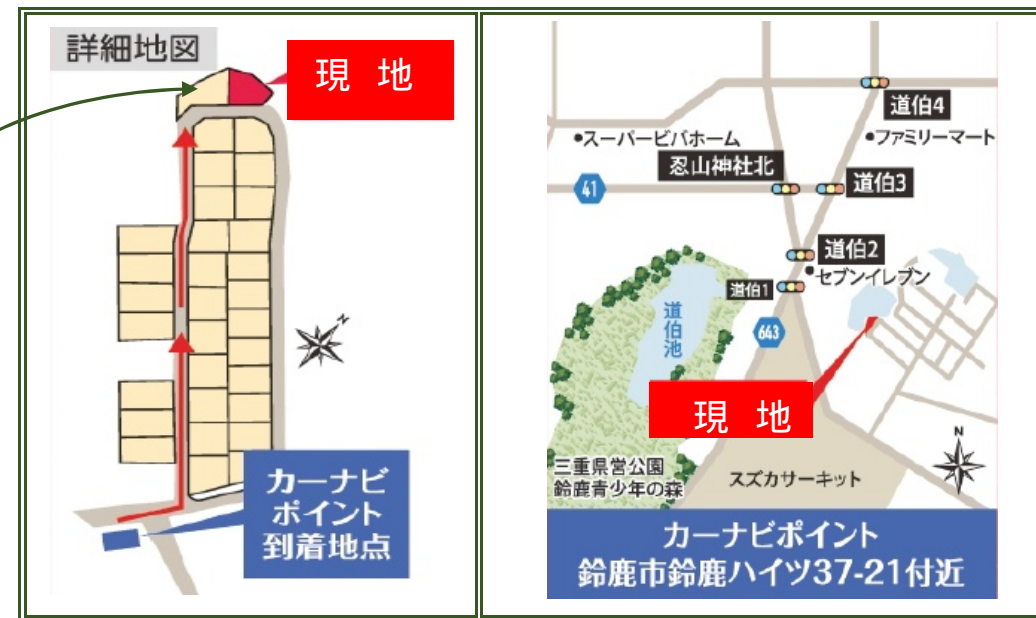 詳細地図
現 地
N
カーナビ
ポイント
到着地点
道伯4
●スーパービバホーム
●ファミリーマート
忍山神社北
41
道伯3
道伯2
●セブンイレブン
道伯1
道伯池
643
現 地
N
三重県営公園
鈴鹿青少年の森
スズカサーキット
カーナビポイント
鈴鹿市鈴鹿ハイツ37-21付近